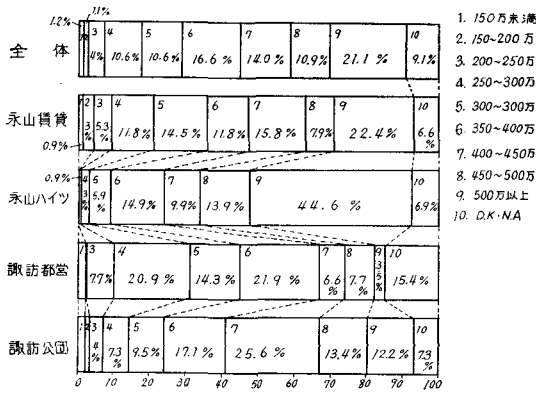 1.2% 1.1%
全体 1 2 3 4 5 6 7 8 9 10
4% 10.6% 10.6% 16.6% 14.0% 10.9% 21.1% 9.1%
永山賃貸 1 2 3 4 5 6 7 8 9 10
0.9% 3% 5.3% 11.8% 14.5% 11.8% 15.8% 7.9% 22.4% 6.6%
永山ハイツ 0.9% 4 5 6 7 8 9 10
3% 5.9% 14.9% 9.9% 13.9% 44.6% 6.9%
諏訪都営 1 3 4 5 6 7 8 9 10
7.7% 20.9% 14.3% 21.9% 6.6% 7.7% 3.5% 15.4%
諏訪公団 1 2 3 4 5 6 7 8 9 10
4% 7.3% 9.5% 17.1% 25.6% 13.4% 12.2% 7.3%
0 10 20 30 40 50 60 70 80 90 100
1. 150万未満
2. 150~200万
3. 200~250万
4. 250~300万
5. 300~300万
6. 350~400万
7. 400~450万
8. 450~500万
9. 500万以上
10. D.K・N.A